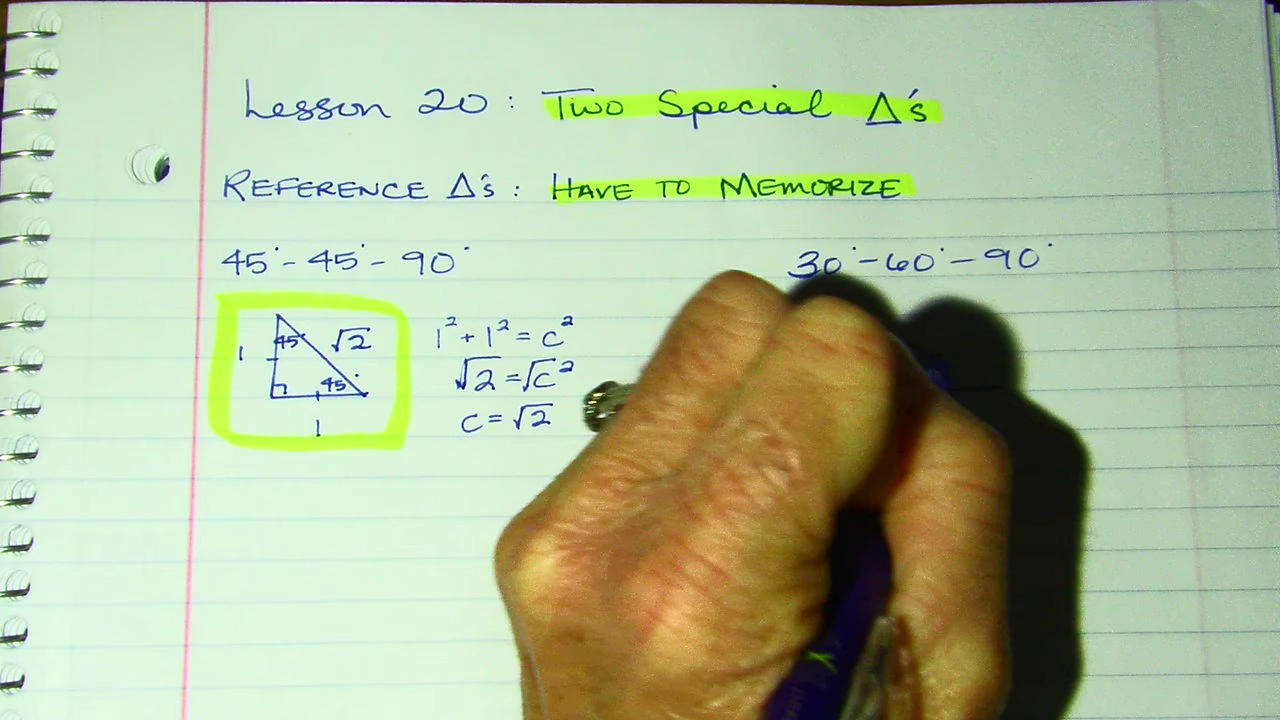 Lesson 20: Two Special Δ's
REFERENCE Δ's: HAVE TO MEMORIZE
45° - 45° - 90°
30° - 60° - 90°
45
√2
1
45°
1
1² + 1² = c²
√2 = √c²
c = √2